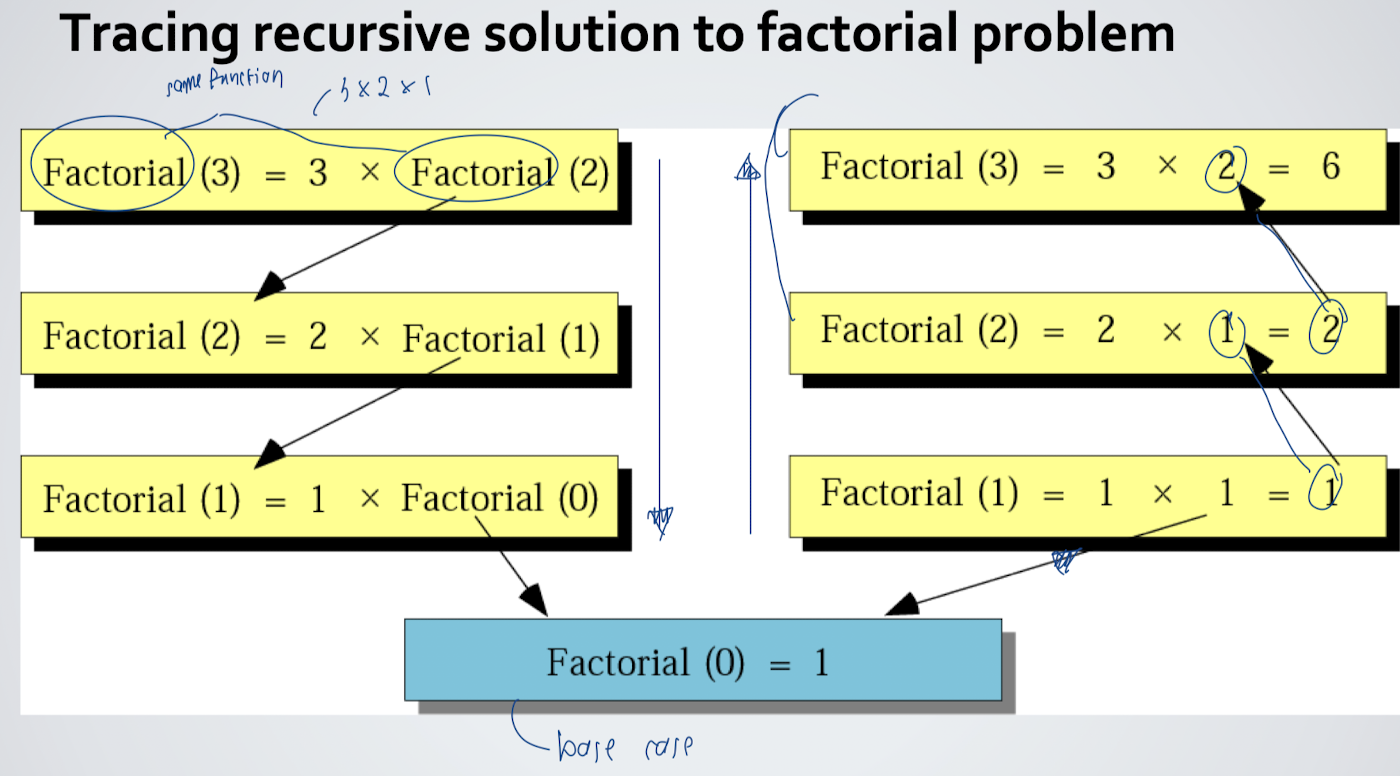 Tracing recursive solution to factorial problem
same function
3 x 2 x 1
Factorial (3) = 3 × Factorial (2)
Factorial (2) = 2 × Factorial (1)
Factorial (1) = 1 × Factorial (0)
Factorial (3) = 3 × 2 = 6
Factorial (2) = 2 × 1 = 2
Factorial (1) = 1 × 1 = 1
Factorial (0) = 1
base case